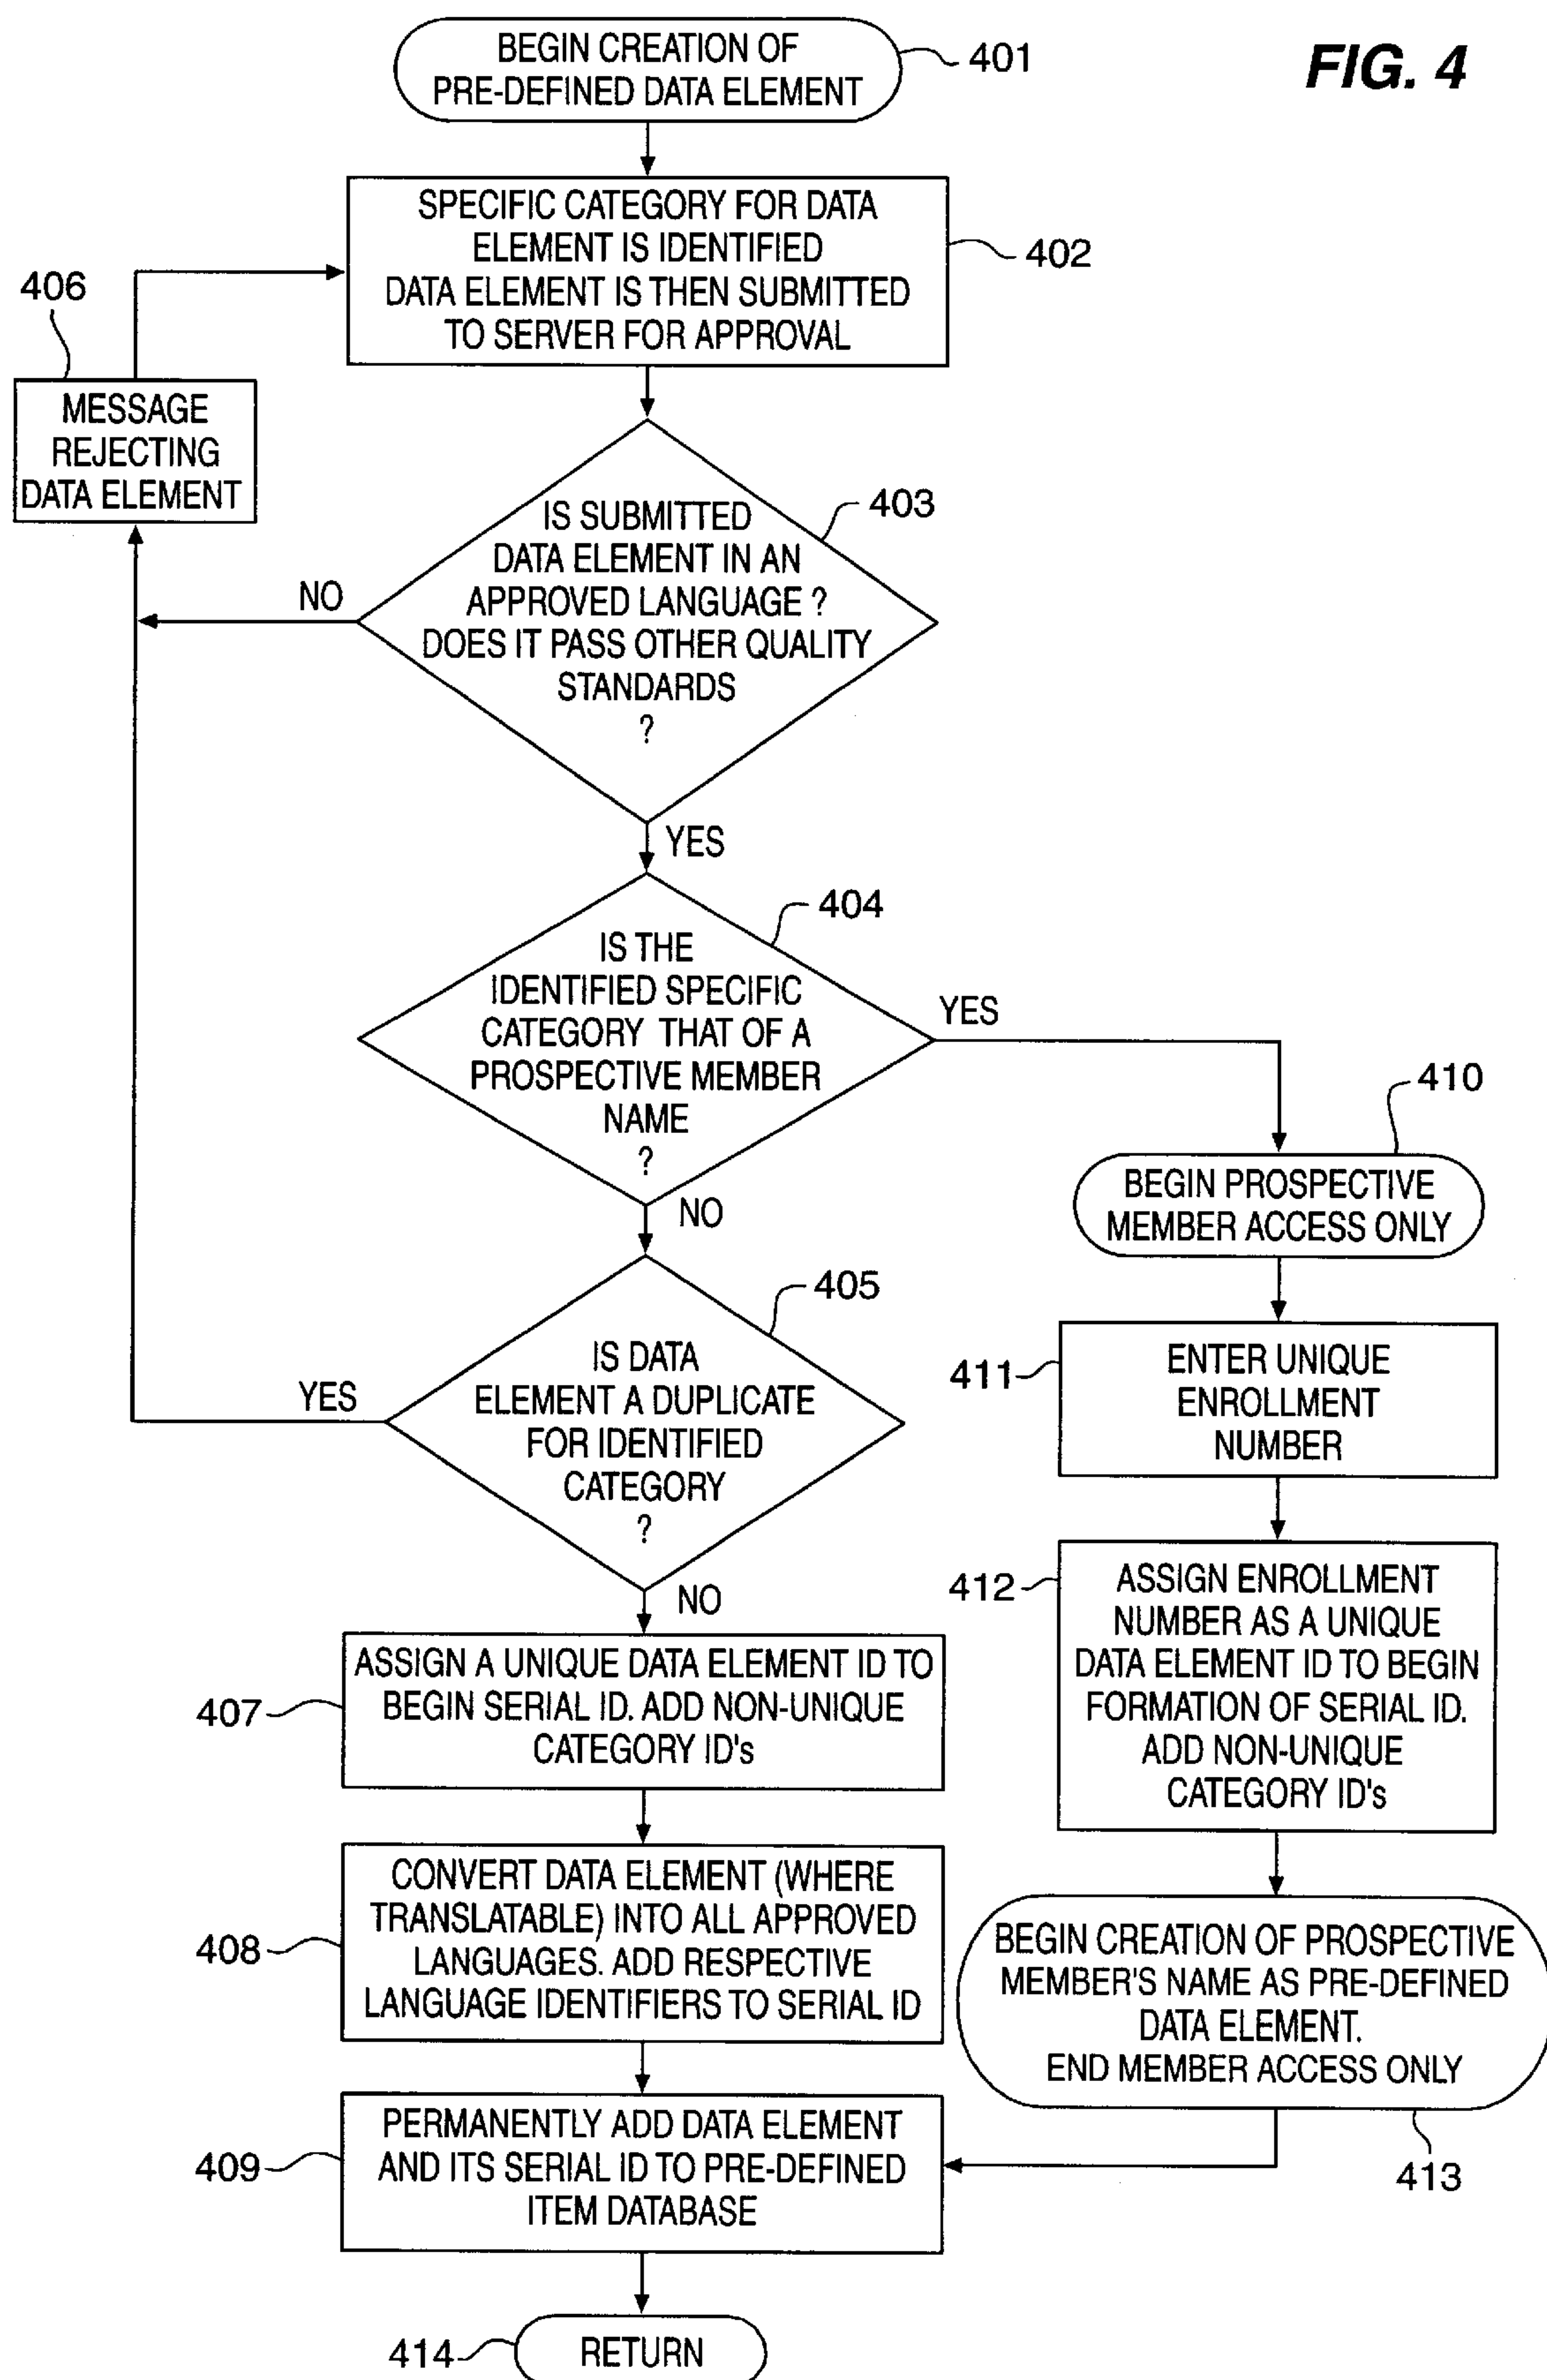 BEGIN CREATION OF
PRE-DEFINED DATA ELEMENT
401
FIG. 4
SPECIFIC CATEGORY FOR DATA
ELEMENT IS IDENTIFIED
DATA ELEMENT IS THEN SUBMITTED
TO SERVER FOR APPROVAL
402
406
MESSAGE
REJECTING
DATA ELEMENT
IS SUBMITTED
DATA ELEMENT IN AN
APPROVED LANGUAGE ?
DOES IT PASS OTHER QUALITY
STANDARDS
?
403
NO
YES
IS THE
IDENTIFIED SPECIFIC
CATEGORY THAT OF A
PROSPECTIVE MEMBER
NAME
?
404
YES
NO
410
BEGIN PROSPECTIVE
MEMBER ACCESS ONLY
IS DATA
ELEMENT A DUPLICATE
FOR IDENTIFIED
CATEGORY
?
405
YES
NO
411
ENTER UNIQUE
ENROLLMENT
NUMBER
412
ASSIGN ENROLLMENT
NUMBER AS A UNIQUE
DATA ELEMENT ID TO BEGIN
FORMATION OF SERIAL ID.
ADD NON-UNIQUE
CATEGORY ID's
407
ASSIGN A UNIQUE DATA ELEMENT ID TO
BEGIN SERIAL ID. ADD NON-UNIQUE
CATEGORY ID's
408
CONVERT DATA ELEMENT (WHERE
TRANSLATABLE) INTO ALL APPROVED
LANGUAGES. ADD RESPECTIVE
LANGUAGE IDENTIFIERS TO SERIAL ID
BEGIN CREATION OF PROSPECTIVE
MEMBER'S NAME AS PRE-DEFINED
DATA ELEMENT.
END MEMBER ACCESS ONLY
413
409
PERMANENTLY ADD DATA ELEMENT
AND ITS SERIAL ID TO PRE-DEFINED
ITEM DATABASE
414
RETURN